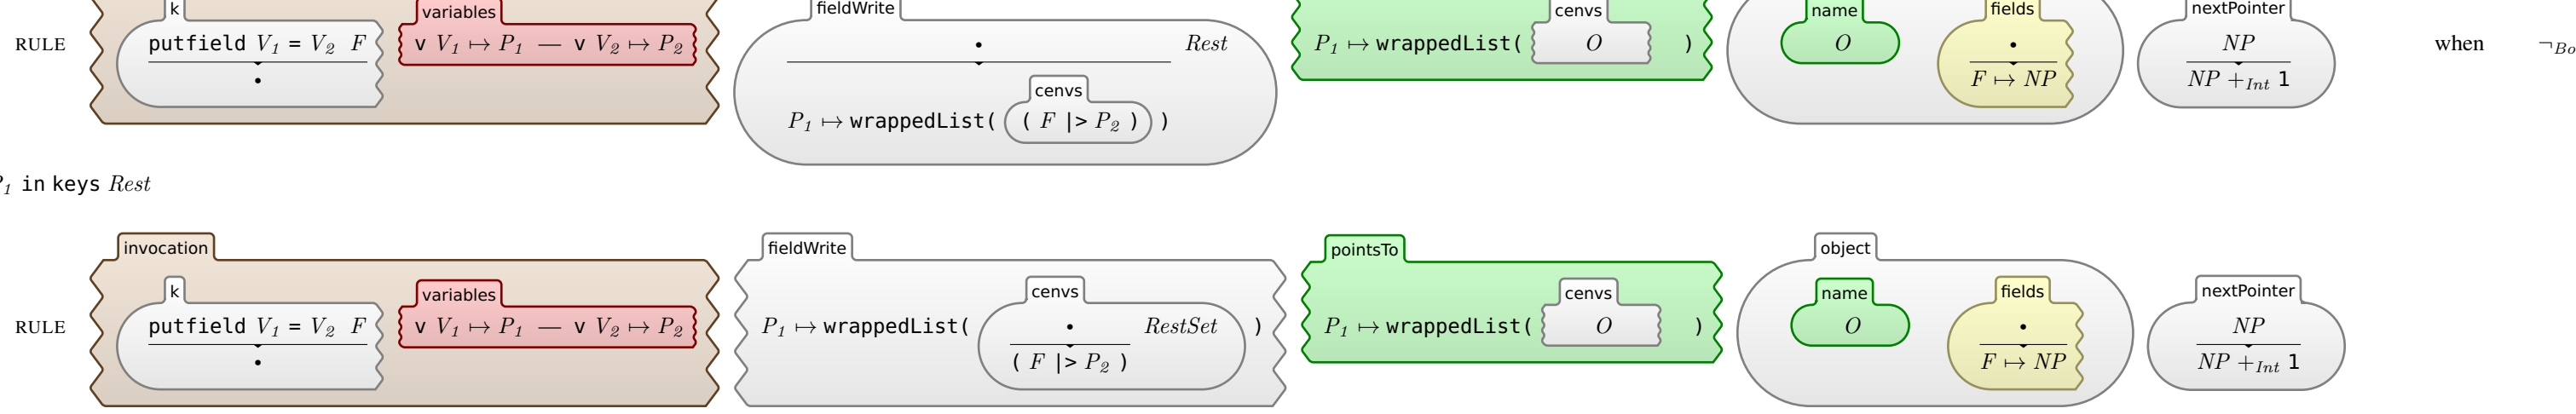 k variables fieldWrite cenvs name fields nextPointer
RULE putfield V₁ = V₂ F v V₁ ↦ P₁ — v V₂ ↦ P₂ • Rest P₁ ↦ wrappedList( O ) O • NP when ¬Bo
• F ↦ NP NP +Int 1
cenvs
P₁ ↦ wrappedList( ( F |> P₂ ) )
P₁ in keys Rest
invocation fieldWrite pointsTo object
k variables cenvs cenvs name fields nextPointer
RULE putfield V₁ = V₂ F v V₁ ↦ P₁ — v V₂ ↦ P₂ P₁ ↦ wrappedList( • RestSet ) P₁ ↦ wrappedList( O ) O • NP
• ( F |> P₂ ) F ↦ NP NP +Int 1